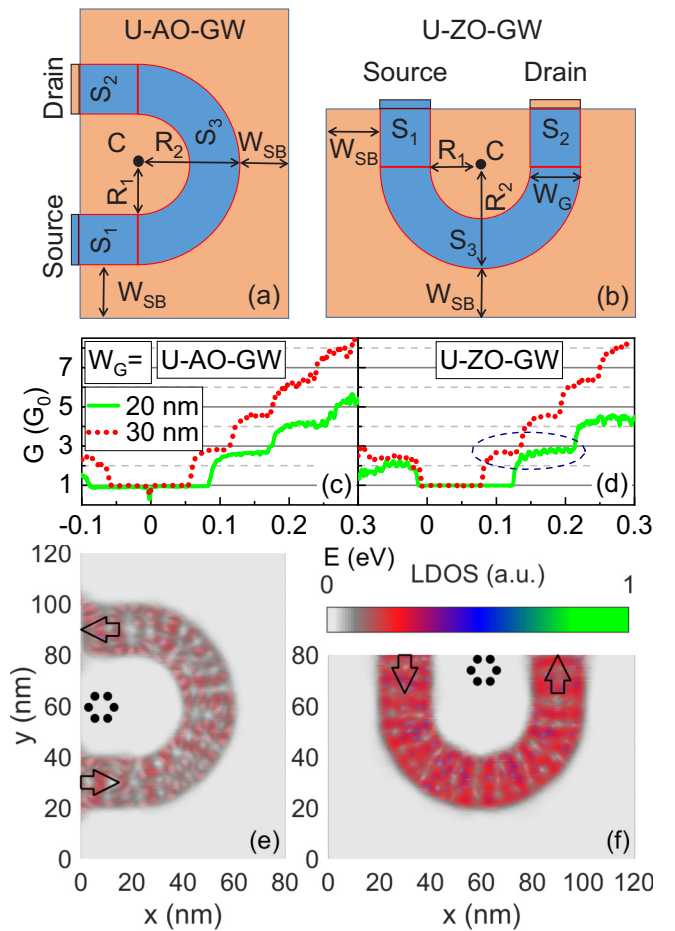 U-AO-GW
U-ZO-GW
Source
Drain
Drain
S2
S3
C
R2
WSB
R1
Source
S1
WSB
(a)
WSB
S1
R1
C
S2
R2
WG
S3
WSB
(b)
G (G0)
7
5
3
1
WG=
U-AO-GW
20 nm
30 nm
(c)
U-ZO-GW
(d)
-0.1 0 0.1 0.2 0.3 0 0.1 0.2 0.3
E (eV)
120
100
80
60
40
20
0
y (nm)
(e)
0 20 40 60 80
x (nm)
LDOS (a.u.)
0 1
80
60
40
20
0
(f)
0 20 40 60 80 100 120
x (nm)